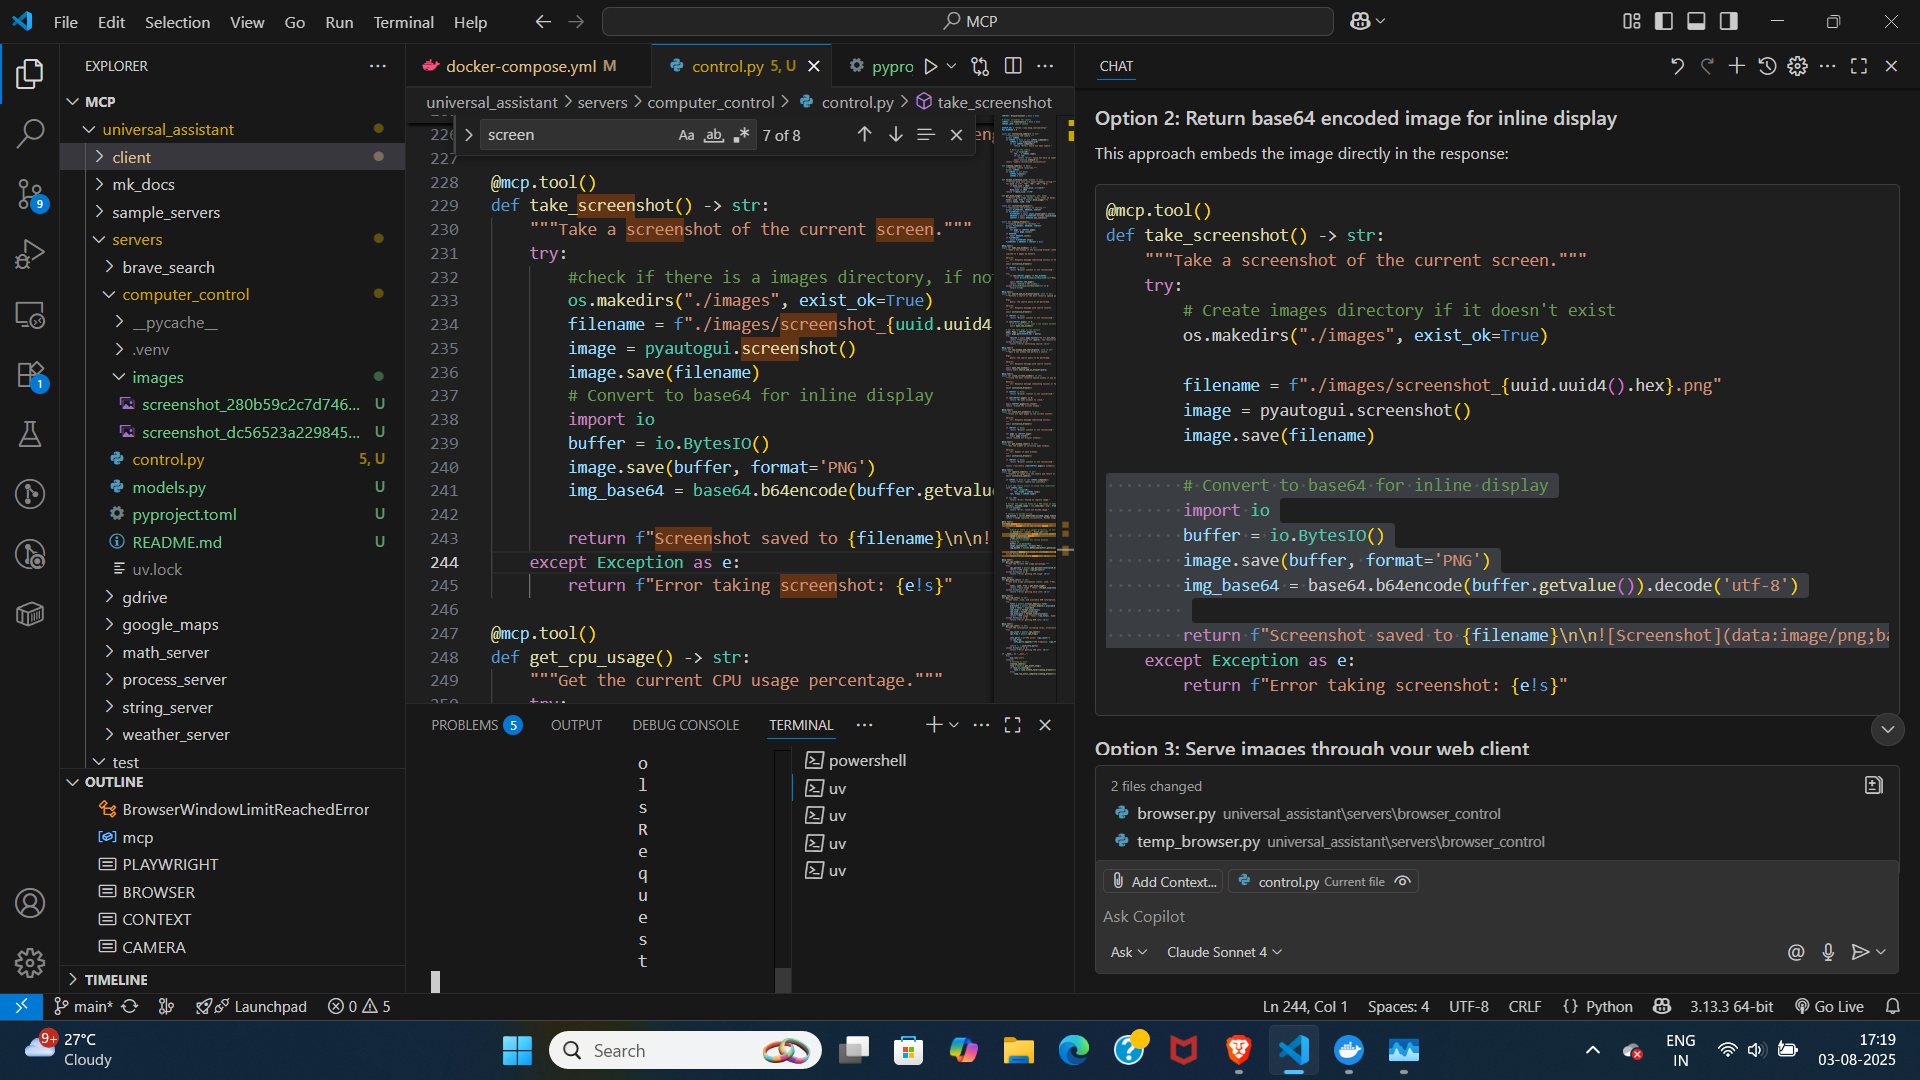 File Edit Selection View Go Run Terminal Help
MCP
EXPLORER
MCP
universal_assistant
client
mk_docs
sample_servers
servers
brave_search
computer_control
__pycache__
.venv
images
screenshot_280b59c2c7d746... U
screenshot_dc56523a229845... U
control.py 5, U
models.py U
pyproject.toml U
README.md U
uv.lock
gdrive
google_maps
math_server
process_server
string_server
weather_server
test
OUTLINE
BrowserWindowLimitReachedError
mcp
PLAYWRIGHT
BROWSER
CONTEXT
CAMERA
TIMELINE
9
1
docker-compose.yml M
control.py 5, U
pypro
universal_assistant > servers > computer_control > control.py > take_screenshot
screen
Aa ab 7 of 8
227
228 @mcp.tool()
229 def take_screenshot() -> str:
230 """Take a screenshot of the current screen."""
231 try:
232 #check if there is a images directory, if no
233 os.makedirs("./images", exist_ok=True)
234 filename = f"./images/screenshot_{uuid.uuid4
235 image = pyautogui.screenshot()
236 image.save(filename)
237 # Convert to base64 for inline display
238 import io
239 buffer = io.BytesIO()
240 image.save(buffer, format='PNG')
241 img_base64 = base64.b64encode(buffer.getvalue
242
243 return f"Screenshot saved to {filename}\n\n!
244 except Exception as e:
245 return f"Error taking screenshot: {e!s}"
246
247 @mcp.tool()
248 def get_cpu_usage() -> str:
249 """Get the current CPU usage percentage."""
PROBLEMS 5 OUTPUT DEBUG CONSOLE TERMINAL
o
l
s
R
e
q
u
e
s
t
powershell
uv
uv
uv
uv
CHAT
Option 2: Return base64 encoded image for inline display
This approach embeds the image directly in the response:
@mcp.tool()
def take_screenshot() -> str:
"""Take a screenshot of the current screen."""
try:
# Create images directory if it doesn't exist
os.makedirs("./images", exist_ok=True)
filename = f"./images/screenshot_{uuid.uuid4().hex}.png"
image = pyautogui.screenshot()
image.save(filename)
# Convert to base64 for inline display
import io
buffer = io.BytesIO()
image.save(buffer, format='PNG')
img_base64 = base64.b64encode(buffer.getvalue()).decode('utf-8')
return f"Screenshot saved to {filename}\n\n![Screenshot](data:image/png;ba
except Exception as e:
return f"Error taking screenshot: {e!s}"
Option 3: Serve images through your web client
2 files changed
browser.py universal_assistant\servers\browser_control
temp_browser.py universal_assistant\servers\browser_control
Add Context... control.py Current file
Ask Copilot
Ask Claude Sonnet 4
main* Launchpad 0 5
Ln 244, Col 1 Spaces: 4 UTF-8 CRLF {} Python 3.13.3 64-bit Go Live
9+
27°C
Cloudy
Search
ENG
IN
17:19
03-08-2025